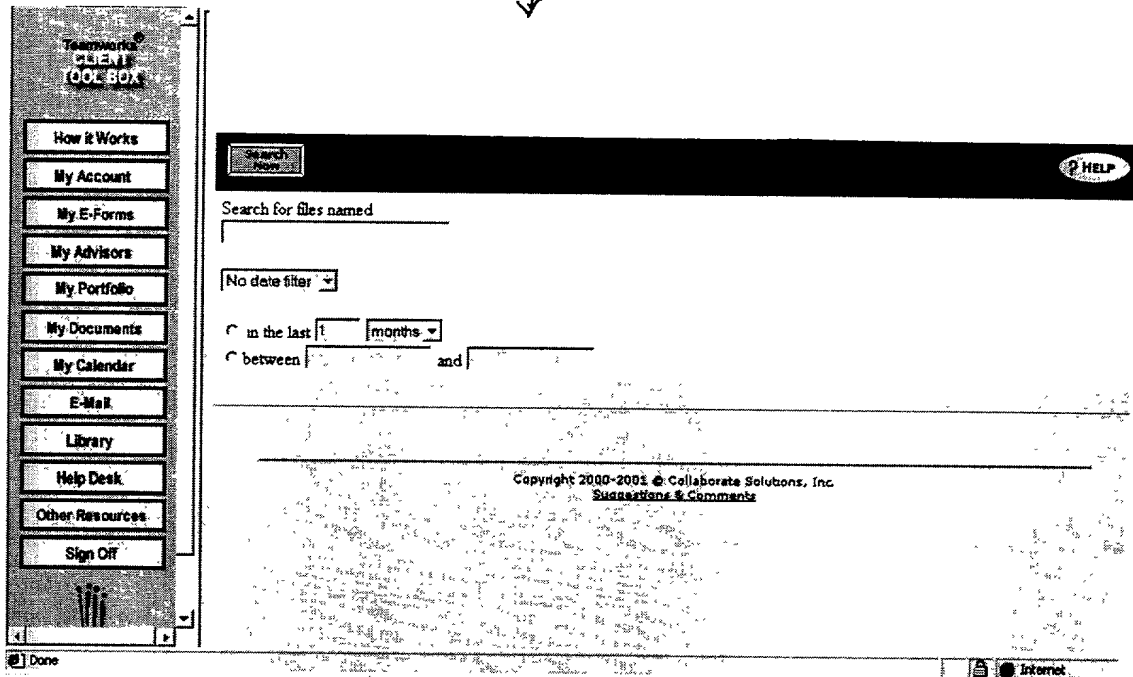 Teamworks®
CLIENT
TOOL BOX
How it Works
My Account
My E-Forms
My Advisors
My Portfolio
My Documents
My Calendar
E-Mail
Library
Help Desk
Other Resources
Sign Off
Search
Now
? HELP
Search for files named
No date filter
in the last 1 months
between and
Copyright 2000-2001 @ Collaborate Solutions, Inc.
Suggestions & Comments
Done
Internet